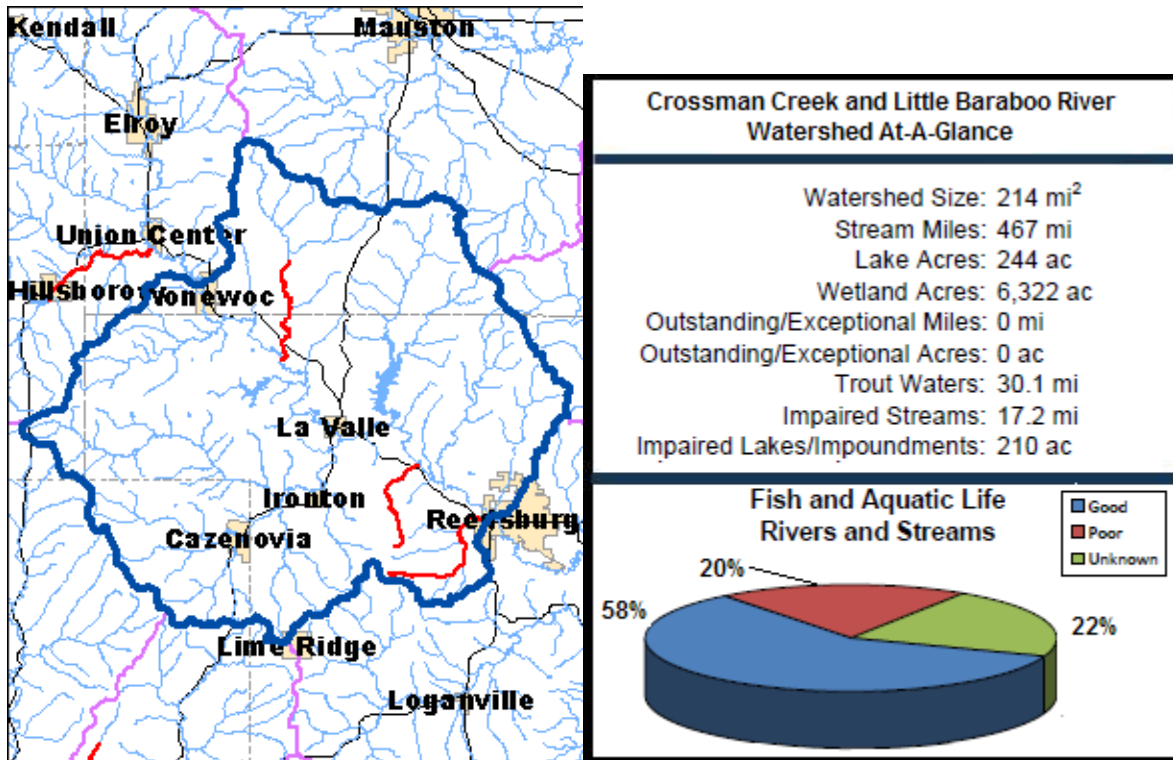 Kendall
Mauston
Elroy
Union Center
Hillsboro
Wonewoc
La Valle
Ironton
Reedsburg
Cazenovia
Lime Ridge
Loganville
Crossman Creek and Little Baraboo River
Watershed At-A-Glance
Watershed Size: 214 mi²
Stream Miles: 467 mi
Lake Acres: 244 ac
Wetland Acres: 6,322 ac
Outstanding/Exceptional Miles: 0 mi
Outstanding/Exceptional Acres: 0 ac
Trout Waters: 30.1 mi
Impaired Streams: 17.2 mi
Impaired Lakes/Impoundments: 210 ac
Fish and Aquatic Life
Rivers and Streams
Good
Poor
Unknown
20%
58%
22%